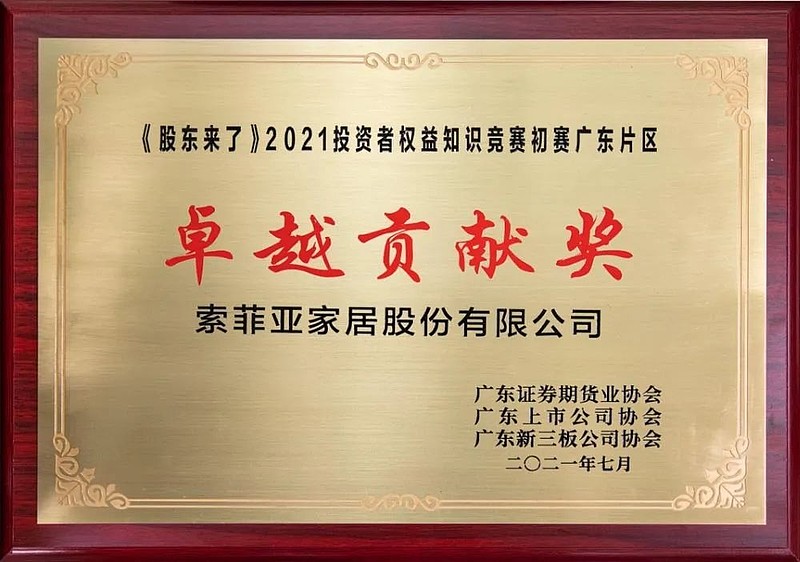 《股东来了》2021投资者权益知识竞赛初赛广东片区
卓越贡献奖
索菲亚家居股份有限公司
广东证券期货业协会
广东上市公司协会
广东新三板公司协会
二〇二一年七月